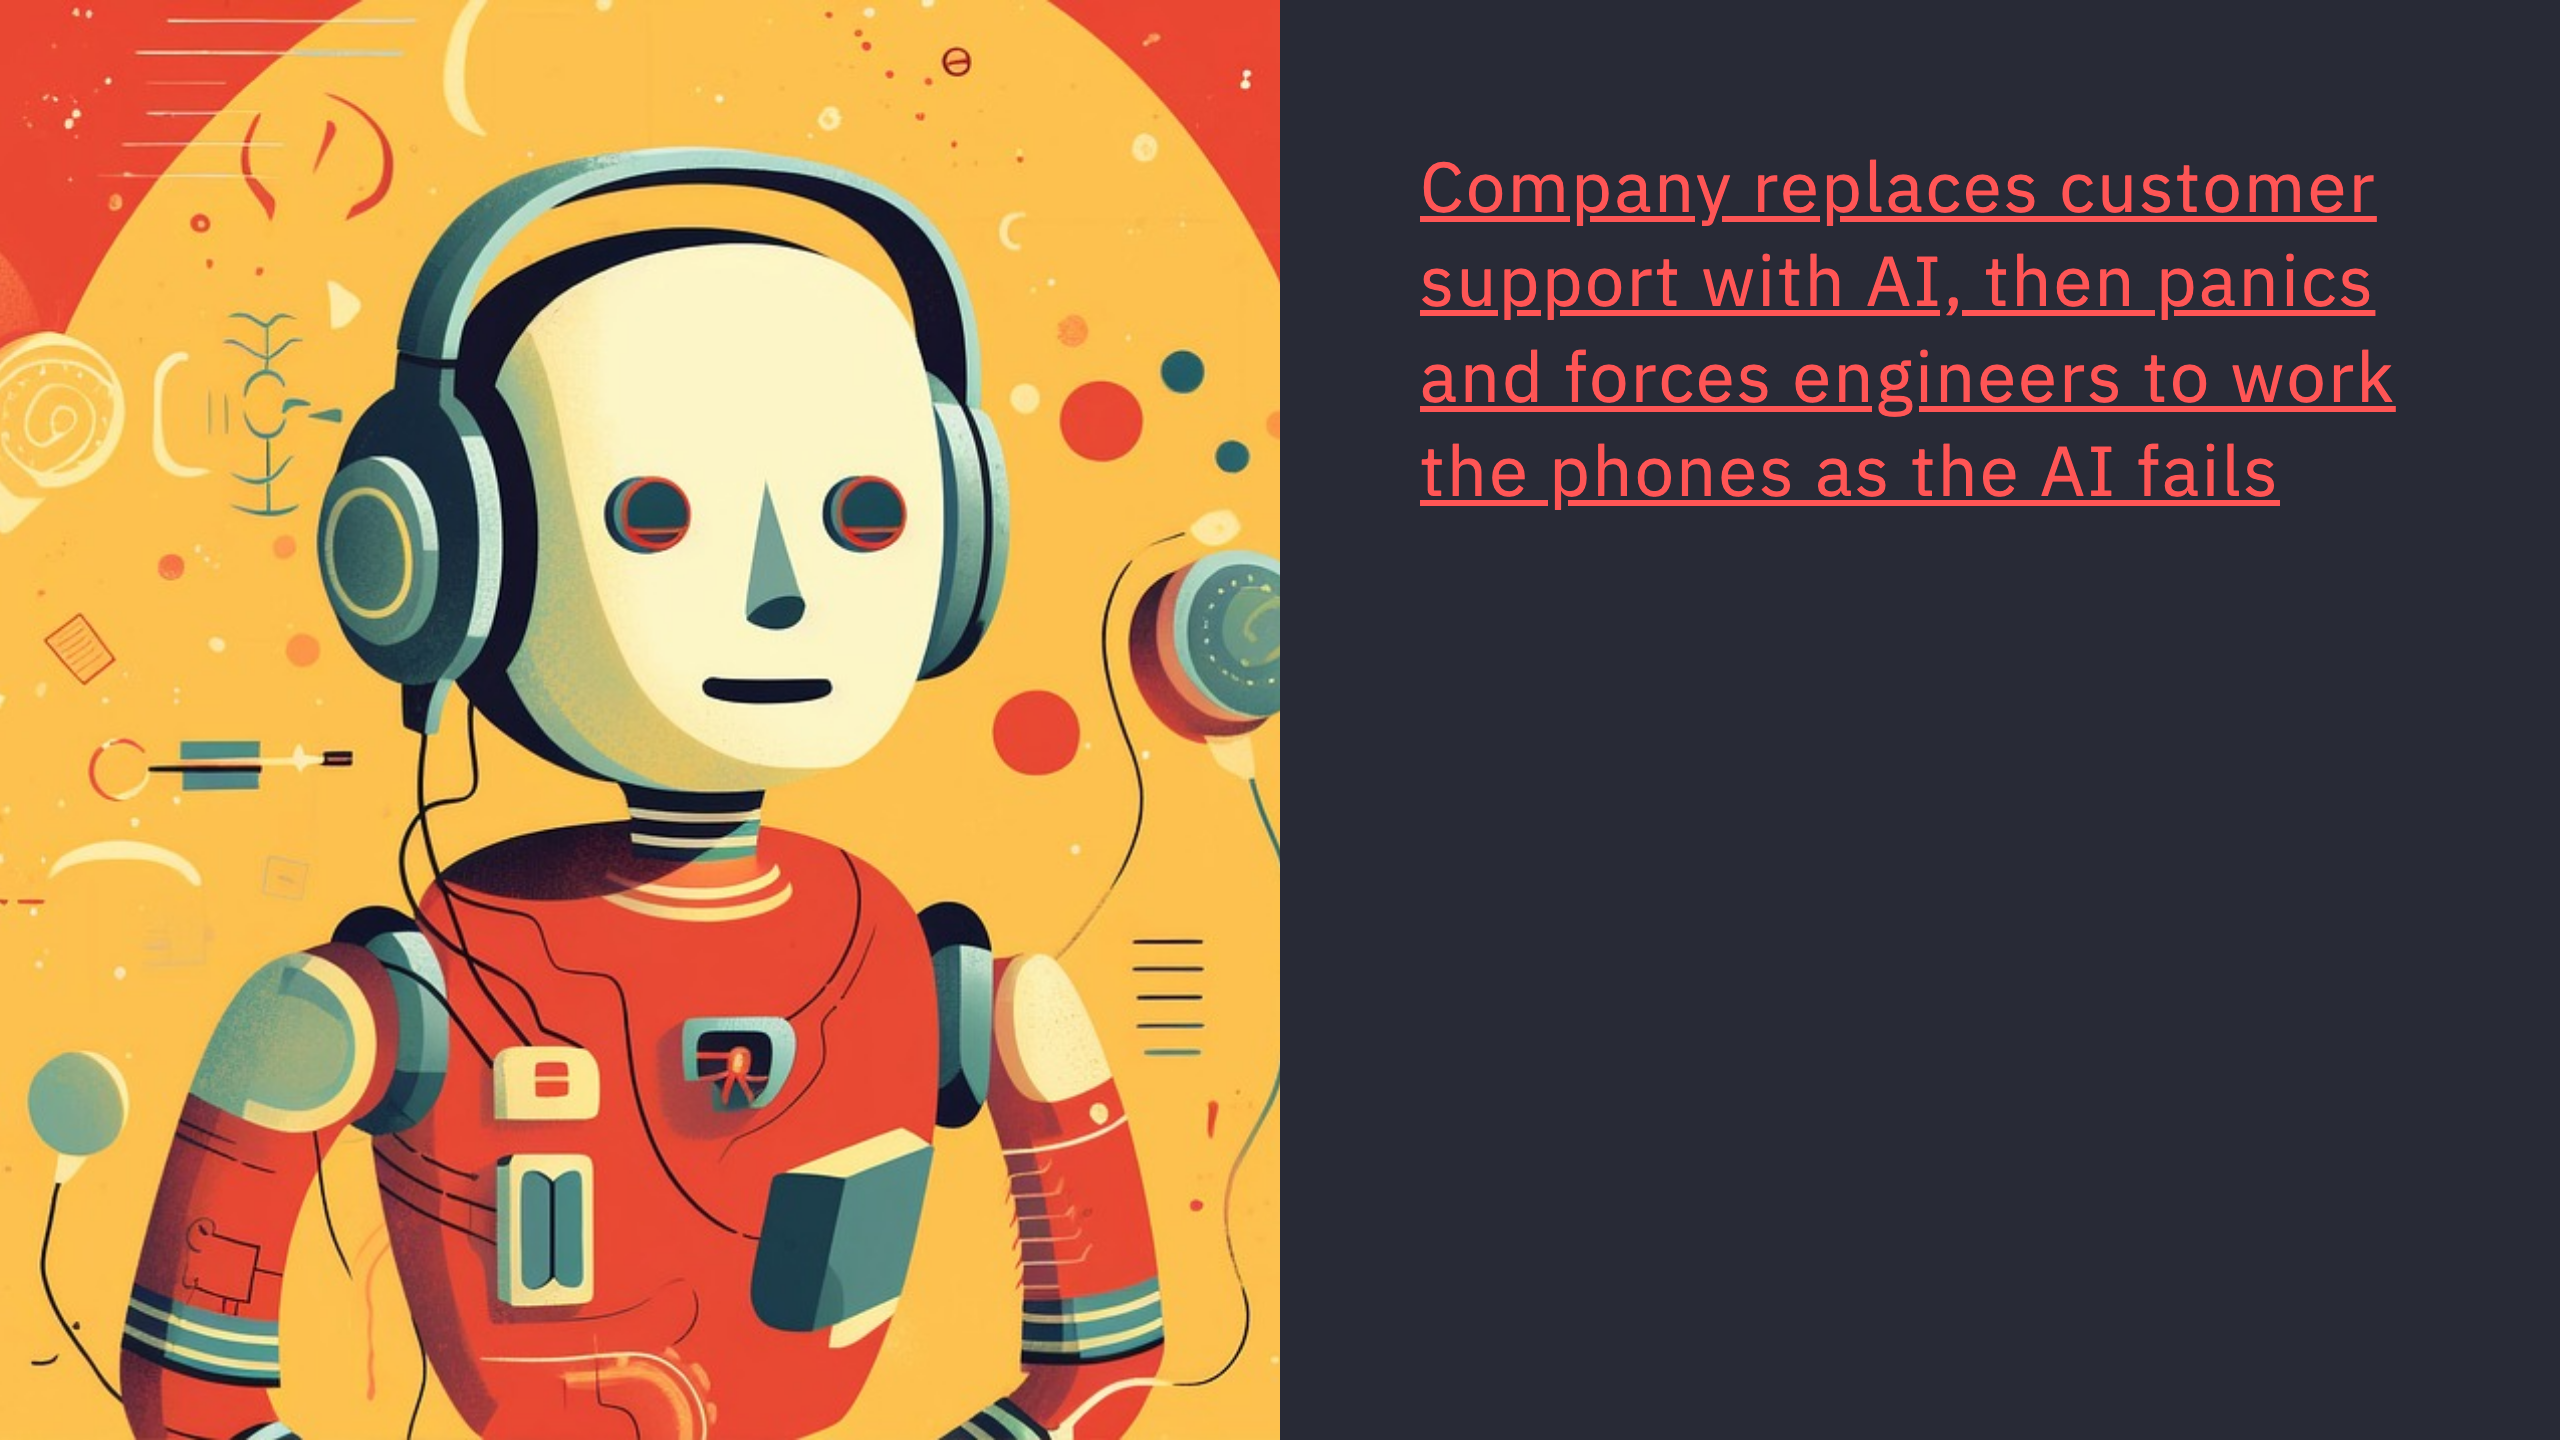 Company replaces customer
support with AI, then panics
and forces engineers to work
the phones as the AI fails